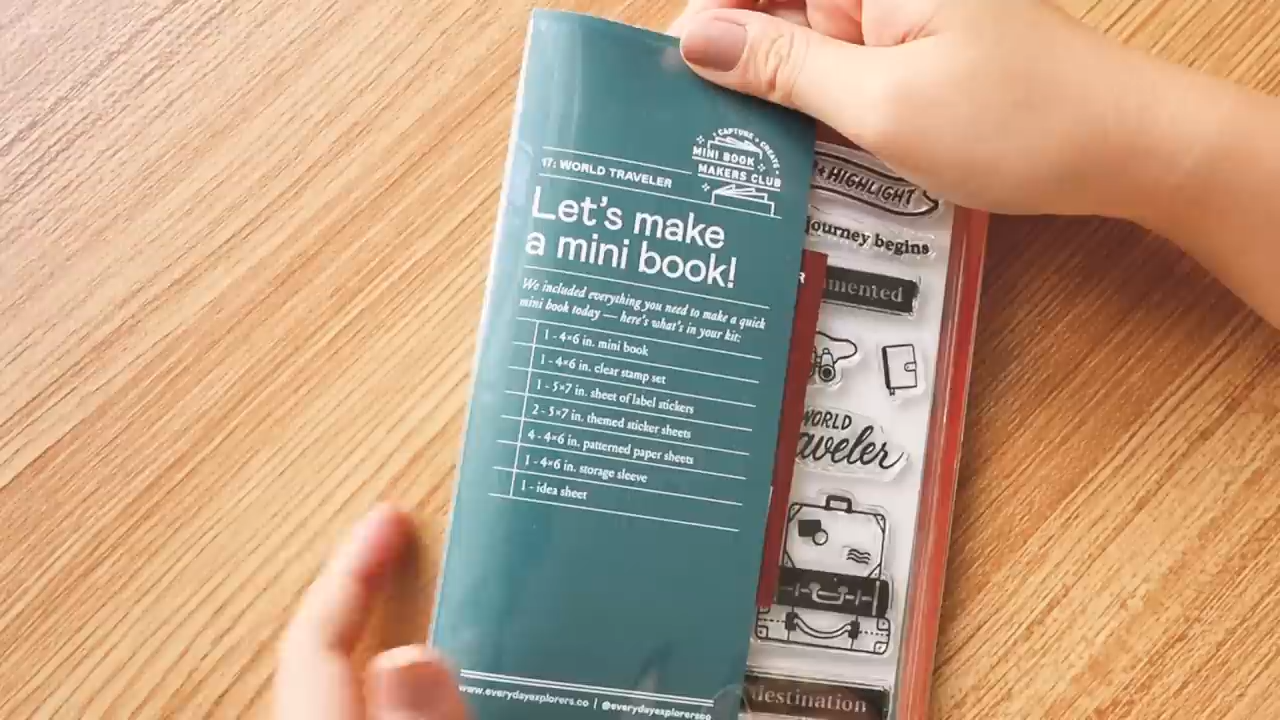 CAPTURE + CREATE
MINI BOOK
MAKERS CLUB
17: WORLD TRAVELER
Let's make
a mini book!
We included everything you need to make a quick
mini book today — here's what's in your kit:
1 - 4×6 in. mini book
1 - 4×6 in. clear stamp set
1 - 5×7 in. sheet of label stickers
2 - 5×7 in. themed sticker sheets
4 - 4×6 in. patterned paper sheets
1 - 4×6 in. storage sleeve
1 - idea sheet
www.everydayexplorers.co | @everydayexplorersco
HIGHLIGHT
journey begins
R
mented
WORLD
aveler
destination